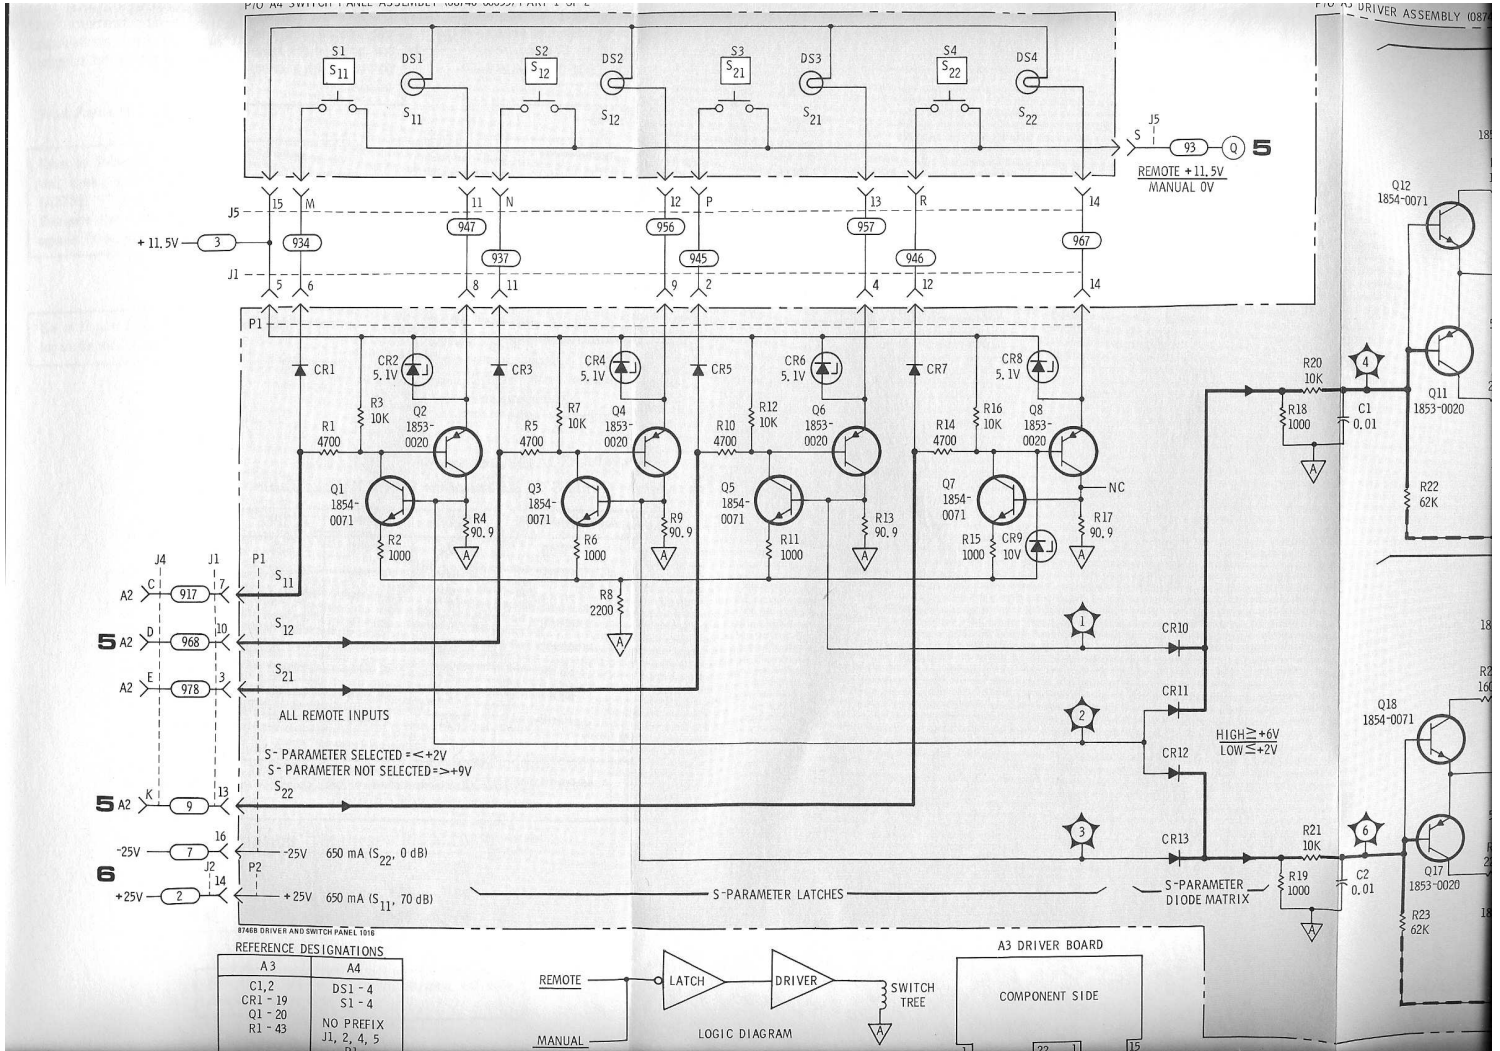 P/O A4 SWITCH PANEL ASSEMBLY (08746-60055) PART 1 OF 2
P/O A3 DRIVER ASSEMBLY (0874
S1
S11
DS1
S11
S2
S12
DS2
S12
S3
S21
DS3
S21
S4
S22
DS4
S22
S
J5
93
Q
5
REMOTE +11.5V
MANUAL 0V
15
M
11
N
12
P
13
R
14
J5
+11.5V
3
934
947
937
956
945
957
946
967
J1
5
6
8
11
9
2
4
12
14
P1
CR1
CR2
5.1V
CR3
CR4
5.1V
CR5
CR6
5.1V
CR7
CR8
5.1V
R3
10K
Q2
1853-
0020
R7
10K
Q4
1853-
0020
R12
10K
Q6
1853-
0020
R16
10K
Q8
1853-
0020
R1
4700
R5
4700
R10
4700
R14
4700
Q1
1854-
0071
Q3
1854-
0071
Q5
1854-
0071
Q7
1854-
0071
NC
R4
90.9
R9
90.9
R13
90.9
R17
90.9
R2
1000
R6
1000
R11
1000
R15
1000
CR9
10V
A
A
A
A
R8
2200
A
Q12
1854-0071
Q11
1853-0020
R20
10K
4
R18
1000
C1
0.01
A
R22
62K
J4
J1
P1
A2
C
917
7
S11
5
A2
D
968
10
S12
A2
E
978
3
S21
ALL REMOTE INPUTS
S-PARAMETER SELECTED =<+2V
S-PARAMETER NOT SELECTED =>+9V
5
A2
K
9
13
S22
-25V
7
16
-25V
650 mA (S22, 0 dB)
6
J2
P2
+25V
2
14
+25V
650 mA (S11, 70 dB)
1
CR10
2
CR11
CR12
3
CR13
HIGH≧+6V
LOW≦+2V
Q18
1854-0071
Q17
1853-0020
R21
10K
6
R19
1000
C2
0.01
A
R23
62K
S-PARAMETER LATCHES
S-PARAMETER
DIODE MATRIX
8746B DRIVER AND SWITCH PANEL 1016
REFERENCE DESIGNATIONS
A3
A4
C1,2
CR1 - 19
Q1 - 20
R1 - 43
DS1 - 4
S1 - 4
NO PREFIX
J1, 2, 4, 5
REMOTE
MANUAL
LATCH
DRIVER
SWITCH
TREE
A
LOGIC DIAGRAM
A3 DRIVER BOARD
COMPONENT SIDE
1
22
1
15